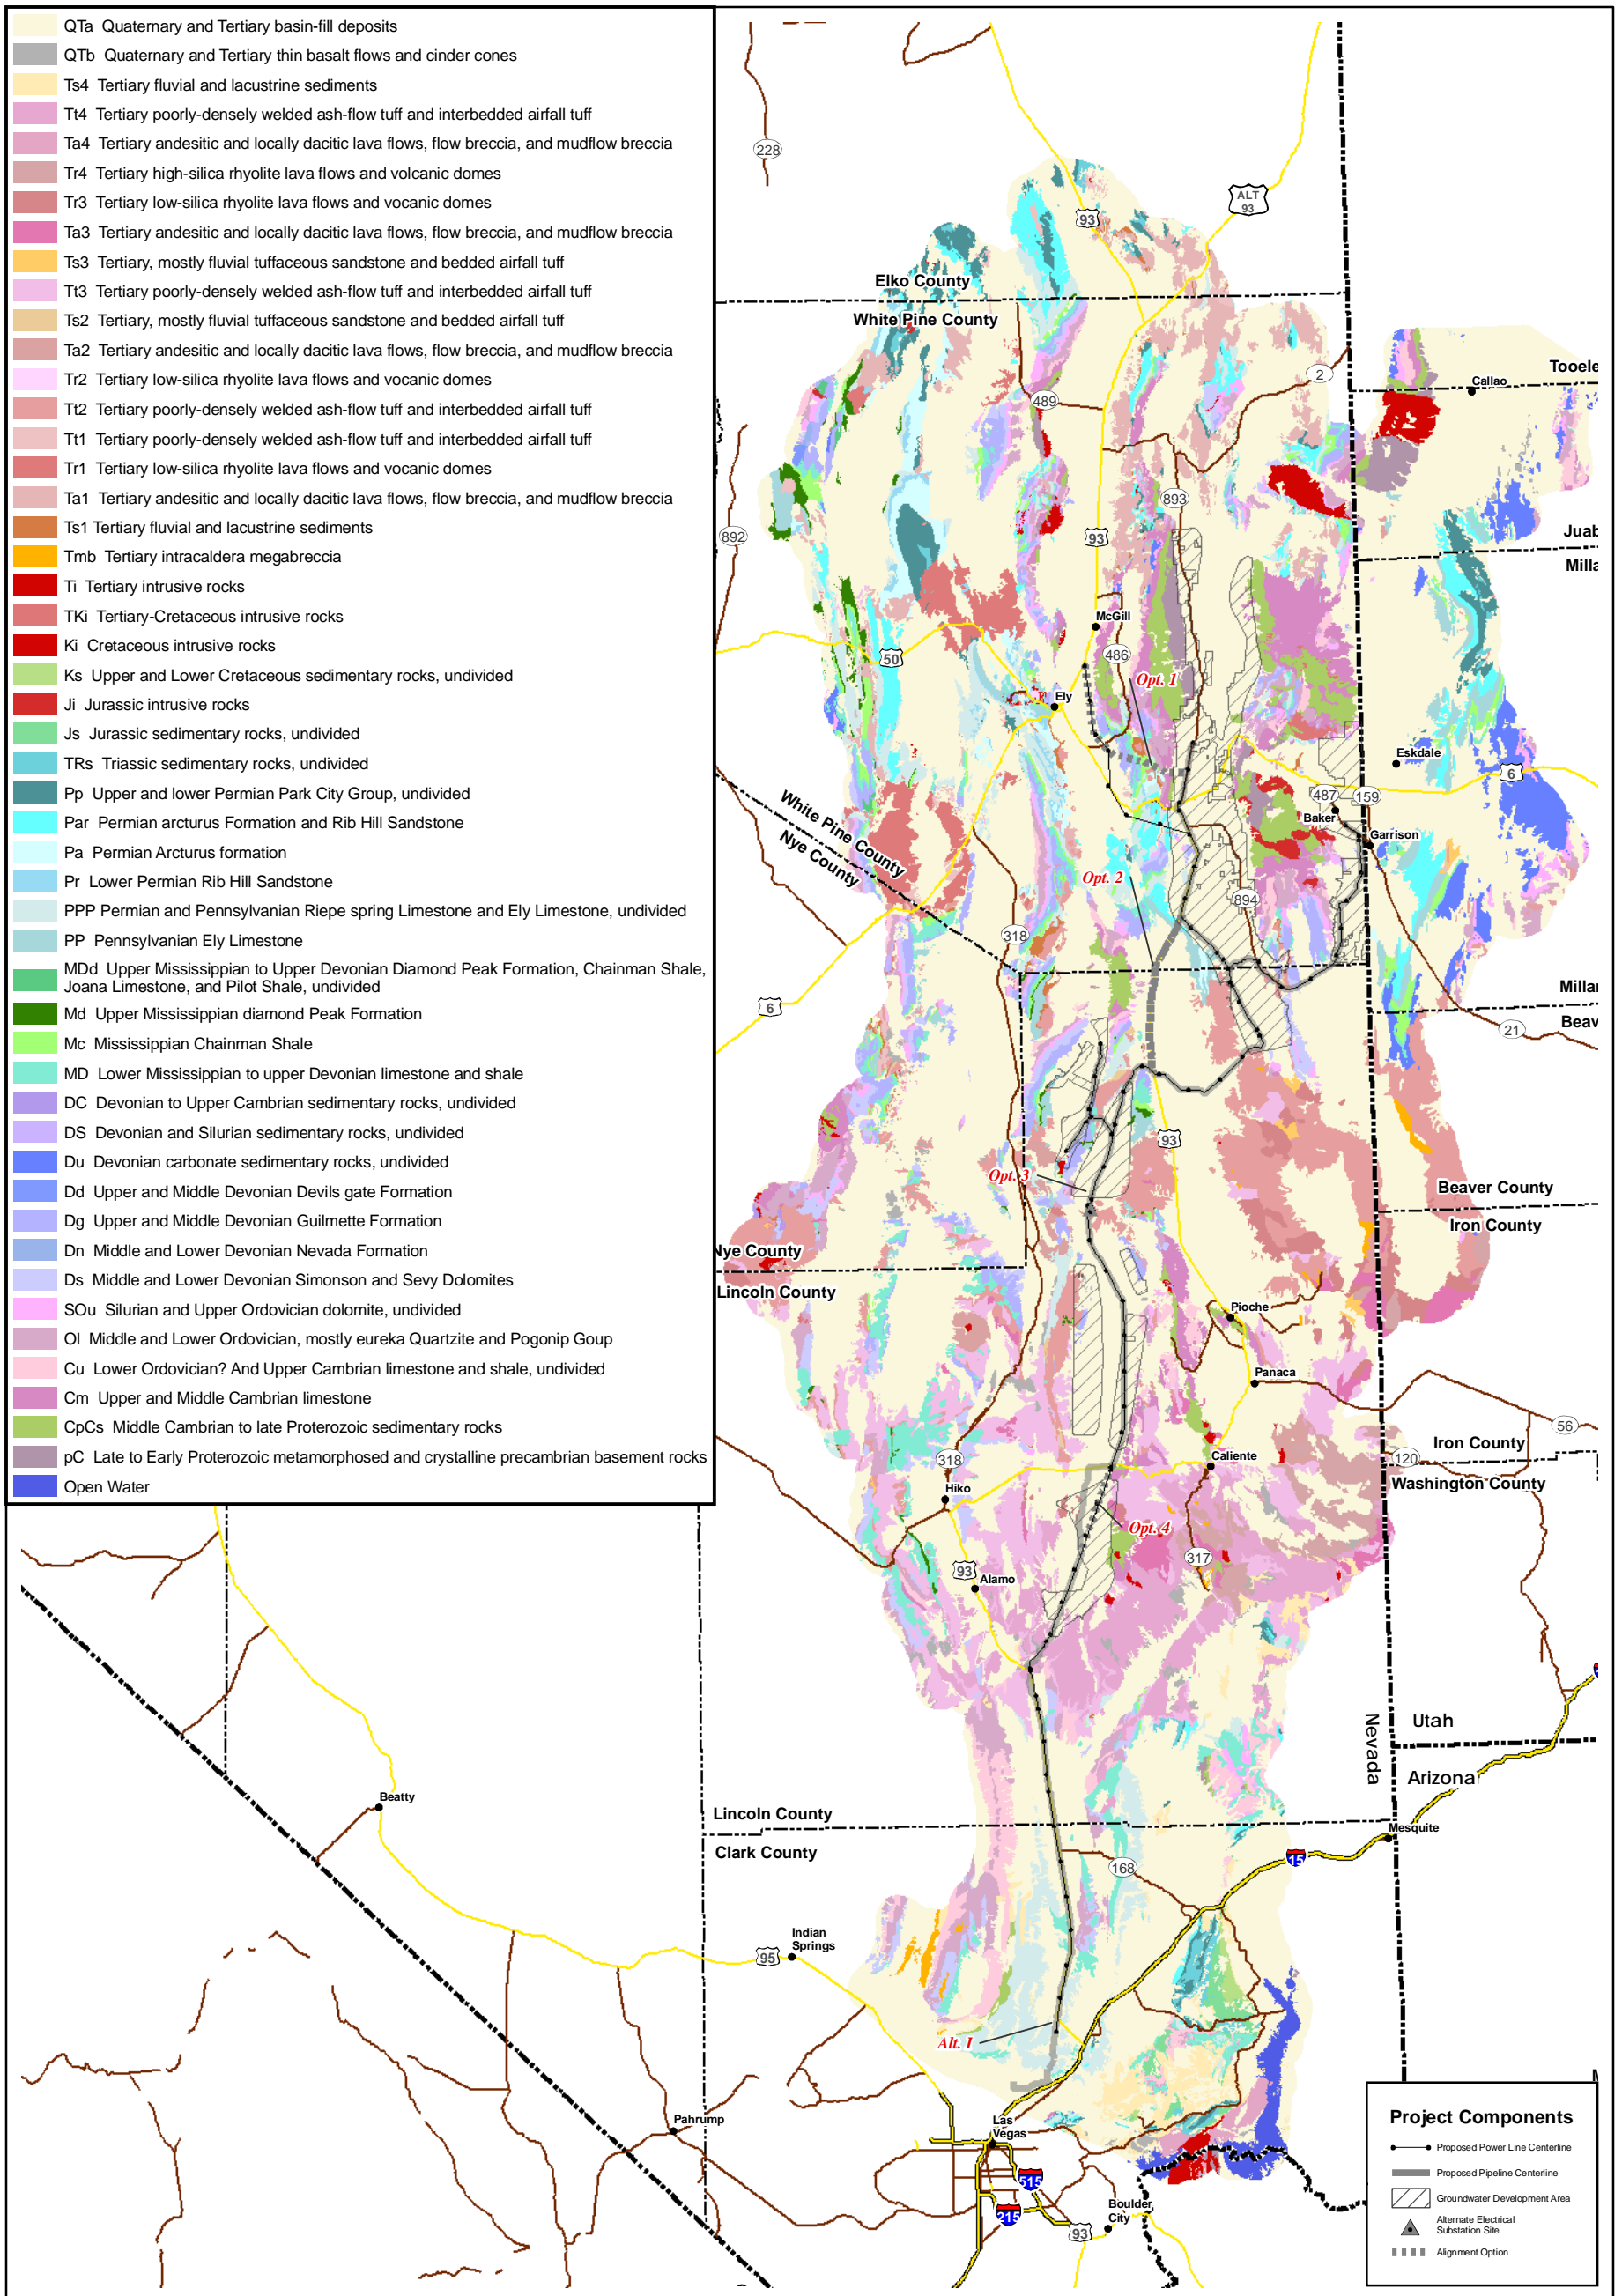 QTa Quaternary and Tertiary basin-fill deposits
QTb Quaternary and Tertiary thin basalt flows and cinder cones
Ts4 Tertiary fluvial and lacustrine sediments
Tt4 Tertiary poorly-densely welded ash-flow tuff and interbedded airfall tuff
Ta4 Tertiary andesitic and locally dacitic lava flows, flow breccia, and mudflow breccia
Tr4 Tertiary high-silica rhyolite lava flows and volcanic domes
Tr3 Tertiary low-silica rhyolite lava flows and vocanic domes
Ta3 Tertiary andesitic and locally dacitic lava flows, flow breccia, and mudflow breccia
Ts3 Tertiary, mostly fluvial tuffaceous sandstone and bedded airfall tuff
Tt3 Tertiary poorly-densely welded ash-flow tuff and interbedded airfall tuff
Ts2 Tertiary, mostly fluvial tuffaceous sandstone and bedded airfall tuff
Ta2 Tertiary andesitic and locally dacitic lava flows, flow breccia, and mudflow breccia
Tr2 Tertiary low-silica rhyolite lava flows and vocanic domes
Tt2 Tertiary poorly-densely welded ash-flow tuff and interbedded airfall tuff
Tt1 Tertiary poorly-densely welded ash-flow tuff and interbedded airfall tuff
Tr1 Tertiary low-silica rhyolite lava flows and vocanic domes
Ta1 Tertiary andesitic and locally dacitic lava flows, flow breccia, and mudflow breccia
Ts1 Tertiary fluvial and lacustrine sediments
Tmb Tertiary intracaldera megabreccia
Ti Tertiary intrusive rocks
TKi Tertiary-Cretaceous intrusive rocks
Ki Cretaceous intrusive rocks
Ks Upper and Lower Cretaceous sedimentary rocks, undivided
Ji Jurassic intrusive rocks
Js Jurassic sedimentary rocks, undivided
TRs Triassic sedimentary rocks, undivided
Pp Upper and lower Permian Park City Group, undivided
Par Permian arcturus Formation and Rib Hill Sandstone
Pa Permian Arcturus formation
Pr Lower Permian Rib Hill Sandstone
PPP Permian and Pennsylvanian Riepe spring Limestone and Ely Limestone, undivided
PP Pennsylvanian Ely Limestone
MDd Upper Mississippian to Upper Devonian Diamond Peak Formation, Chainman Shale,
Joana Limestone, and Pilot Shale, undivided
Md Upper Mississippian diamond Peak Formation
Mc Mississippian Chainman Shale
MD Lower Mississippian to upper Devonian limestone and shale
DC Devonian to Upper Cambrian sedimentary rocks, undivided
DS Devonian and Silurian sedimentary rocks, undivided
Du Devonian carbonate sedimentary rocks, undivided
Dd Upper and Middle Devonian Devils gate Formation
Dg Upper and Middle Devonian Guilmette Formation
Dn Middle and Lower Devonian Nevada Formation
Ds Middle and Lower Devonian Simonson and Sevy Dolomites
SOu Silurian and Upper Ordovician dolomite, undivided
Ol Middle and Lower Ordovician, mostly eureka Quartzite and Pogonip Goup
Cu Lower Ordovician? And Upper Cambrian limestone and shale, undivided
Cm Upper and Middle Cambrian limestone
CpCs Middle Cambrian to late Proterozoic sedimentary rocks
pC Late to Early Proterozoic metamorphosed and crystalline precambrian basement rocks
Open Water
228
ALT
93
93
Elko County
White Pine County
2
Tooele
Callao
489
893
892
93
Juab
Milla
McGill
50
486
Opt. 1
Ely
Eskdale
6
487
159
Baker
Garrison
White Pine County
Nye County
Opt. 2
894
318
6
Millar
Beav
21
93
Opt. 3
Beaver County
Iron County
Nye County
Lincoln County
Pioche
Panaca
56
Iron County
120
Washington County
318
Caliente
Hiko
Opt. 4
317
93
Alamo
Nevada
Utah
Arizona
Beatty
Lincoln County
Clark County
Mesquite
15
168
Indian
Springs
95
Alt. 1
Pahrump
Las
Vegas
515
215
Boulder
City
93
Project Components
Proposed Power Line Centerline
Proposed Pipeline Centerline
Groundwater Development Area
Alternate Electrical
Substation Site
Alignment Option